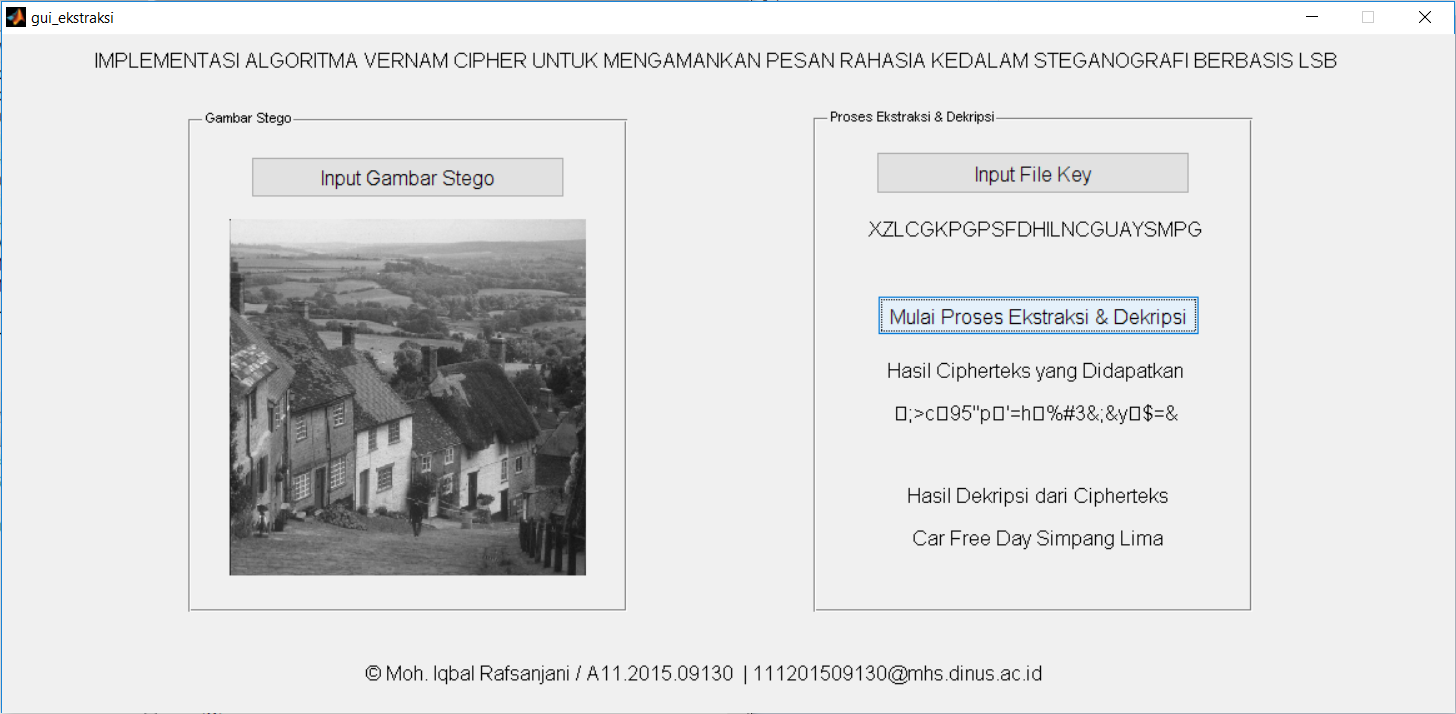 gui_ekstraksi
IMPLEMENTASI ALGORITMA VERNAM CIPHER UNTUK MENGAMANKAN PESAN RAHASIA KEDALAM STEGANOGRAFI BERBASIS LSB
Gambar Stego
Input Gambar Stego
Proses Ekstraksi & Dekripsi
Input File Key
XZLCGKPGPSFDHILNCGUAYSMPG
Mulai Proses Ekstraksi & Dekripsi
Hasil Cipherteks yang Didapatkan
□;>c□95"p□'=h□%#3&;&y□$=&
Hasil Dekripsi dari Cipherteks
Car Free Day Simpang Lima
© Moh. Iqbal Rafsanjani / A11.2015.09130 | 111201509130@mhs.dinus.ac.id